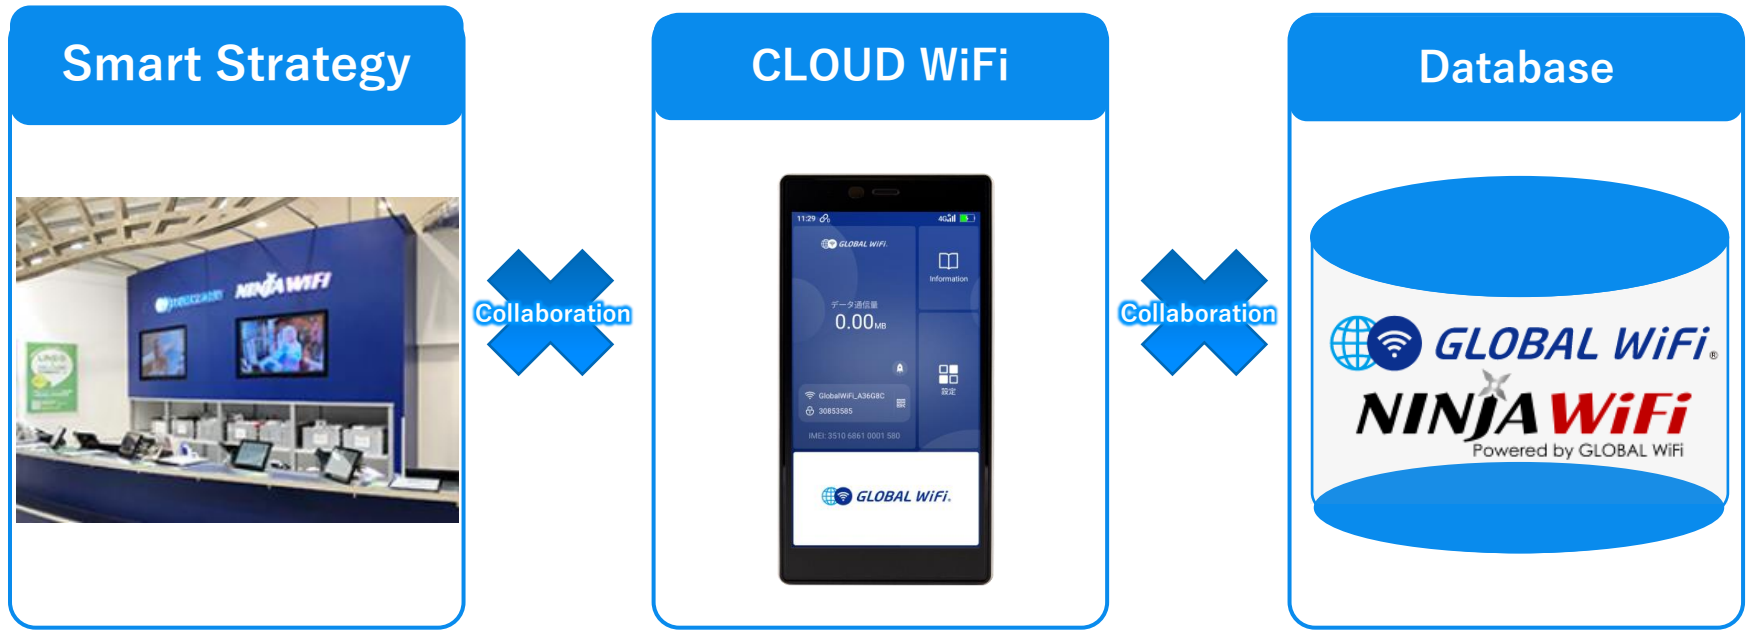 Smart Strategy
NINJA WiFi
Collaboration
CLOUD WiFi
11:29
4G
GLOBAL WiFi.
Information
データ通信量
0.00MB
設定
GlobalWiFi_A36G8C
30853585
IMEI: 3510 6861 0001 580
GLOBAL WiFi.
Collaboration
Database
GLOBAL WiFi.®
NINJA WiFi
Powered by GLOBAL WiFi